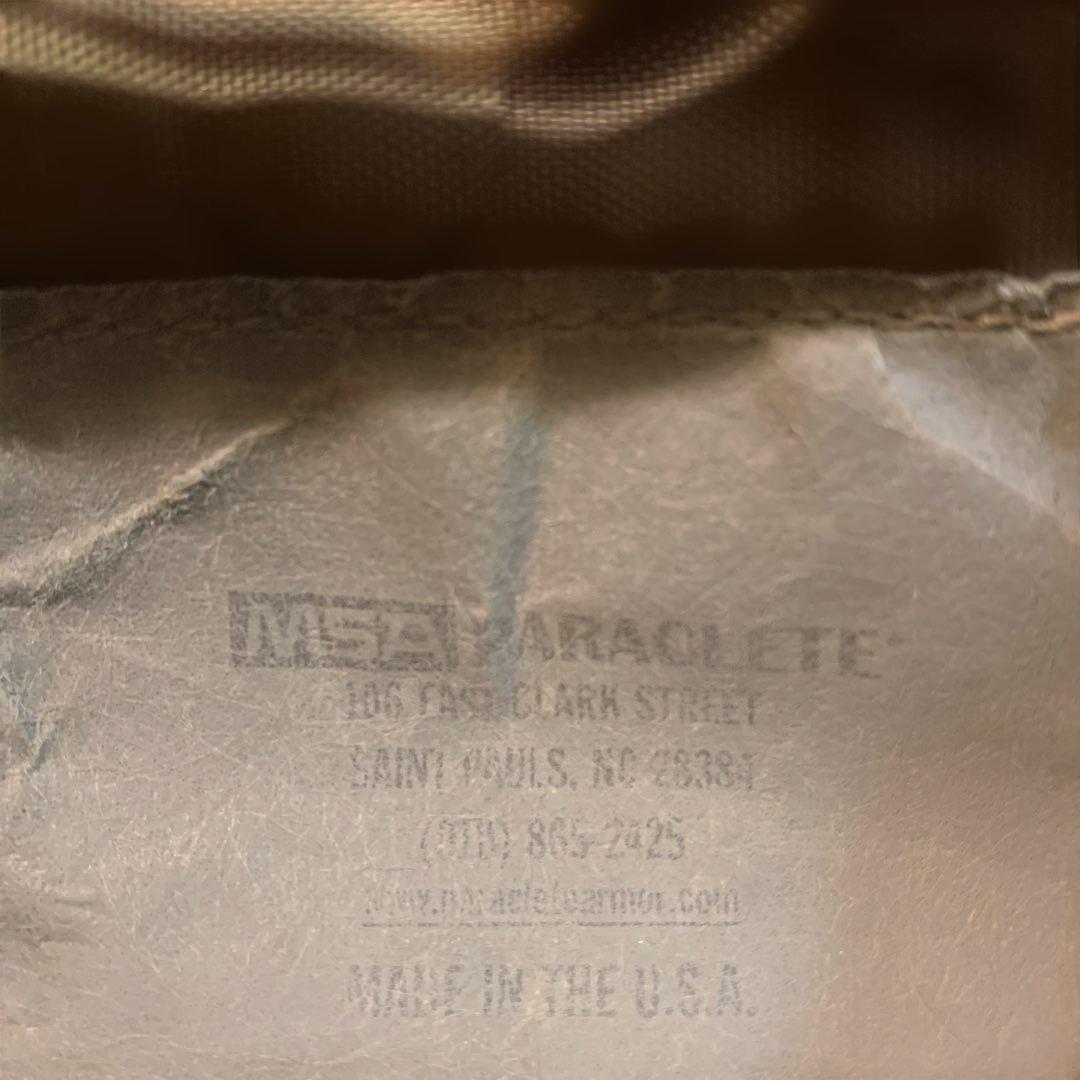 MSA PARACLETE
106 EAST CLARK STREET
SAINT PAULS, NC 28384
865-2425
www.paracletearmor.com
MADE IN THE U.S.A.